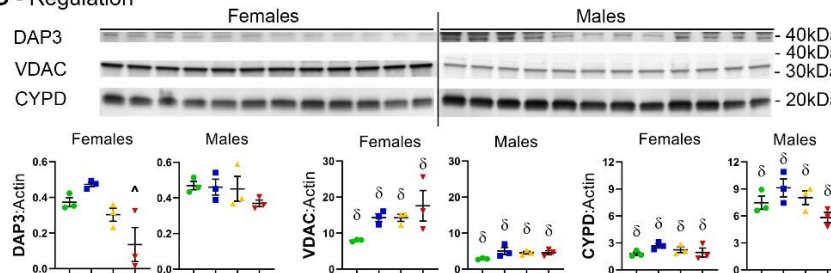 - Regulation
Females Males
DAP3 - 40kDa
- 40kDa
VDAC - 30kDa
CYPD - 20kDa
Females Males Females Males Females Males
DAP3:Actin
0.6
0.4
0.2
0.0
^
0.6
0.4
0.2
0.0
VDAC:Actin
30
20
10
0
δ δ δ δ
30
20
10
0
δ δ δ δ
CYPD:Actin
12
9
6
3
0
δ δ δ δ
12
9
6
3
0
δ δ δ δ